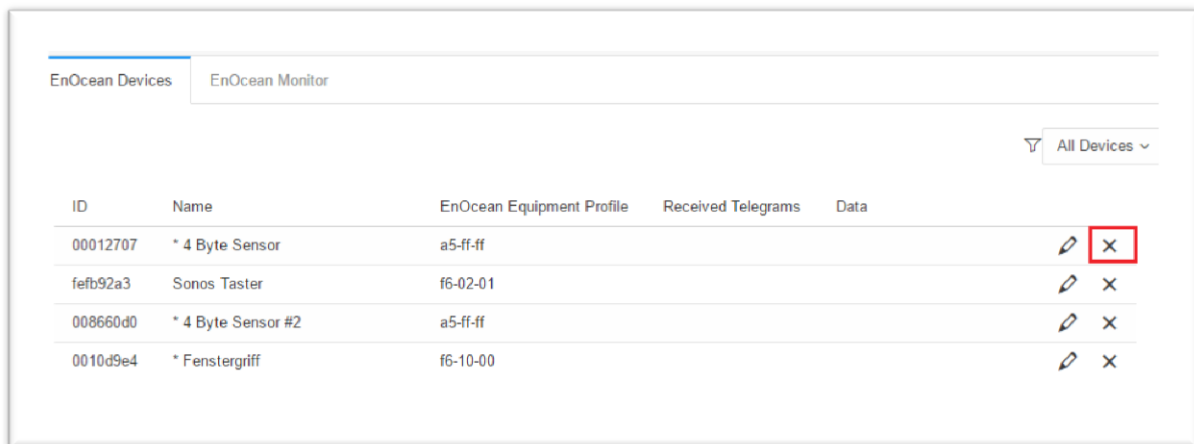 EnOcean Devices EnOcean Monitor
All Devices
ID Name EnOcean Equipment Profile Received Telegrams Data
00012707 * 4 Byte Sensor a5-ff-ff
fefb92a3 Sonos Taster f6-02-01
008660d0 * 4 Byte Sensor #2 a5-ff-ff
0010d9e4 * Fenstergriff f6-10-00